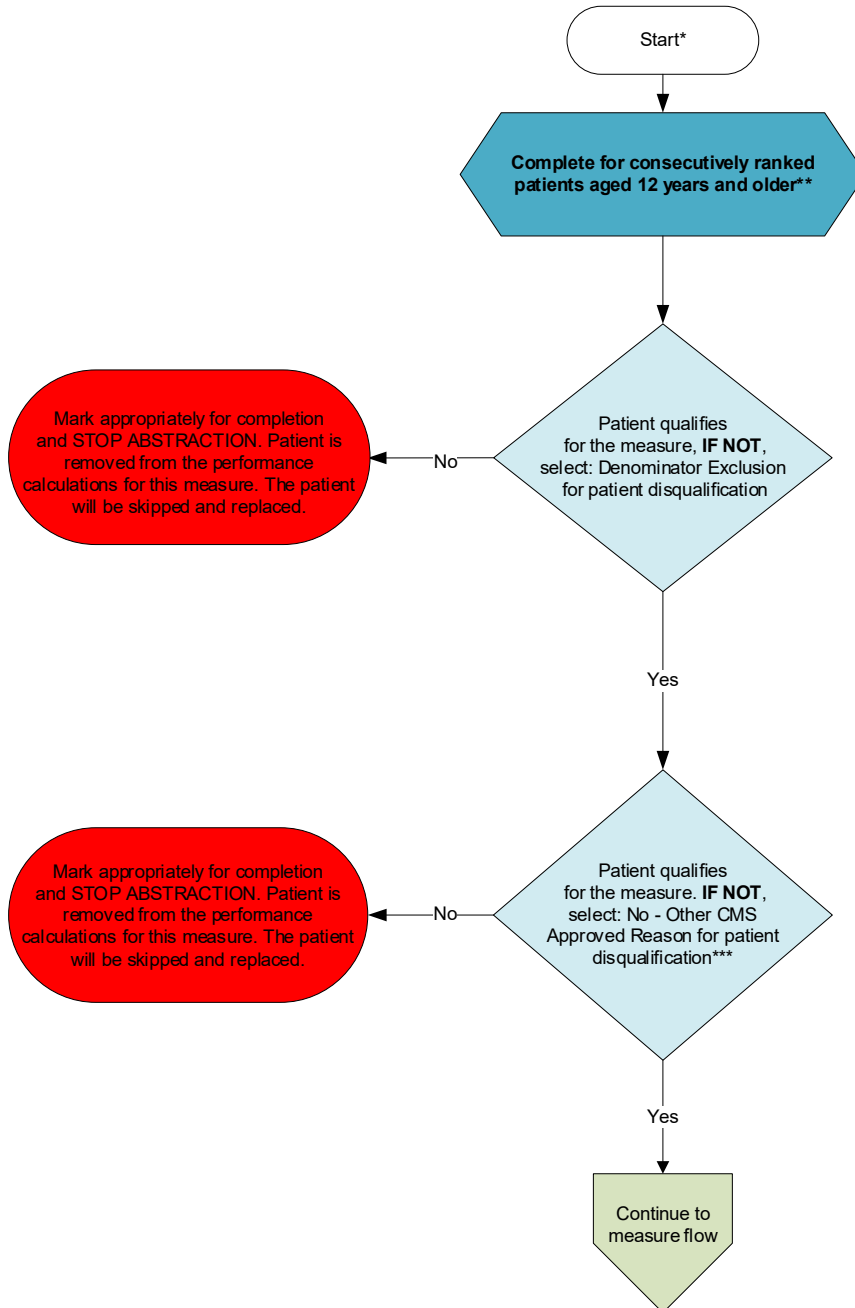 Start*
Complete for consecutively ranked
patients aged 12 years and older**
Patient qualifies
for the measure, IF NOT,
select: Denominator Exclusion
for patient disqualification
No
Mark appropriately for completion
and STOP ABSTRACTION. Patient is
removed from the performance
calculations for this measure. The patient
will be skipped and replaced.
Yes
Patient qualifies
for the measure. IF NOT,
select: No - Other CMS
Approved Reason for patient
disqualification***
No
Mark appropriately for completion
and STOP ABSTRACTION. Patient is
removed from the performance
calculations for this measure. The patient
will be skipped and replaced.
Yes
Continue to
measure flow